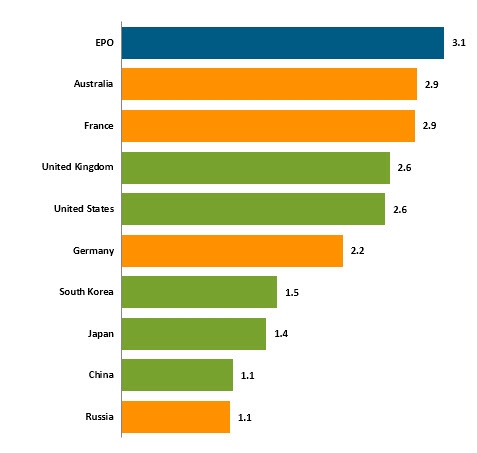 EPO 3.1
Australia 2.9
France 2.9
United Kingdom 2.6
United States 2.6
Germany 2.2
South Korea 1.5
Japan 1.4
China 1.1
Russia 1.1